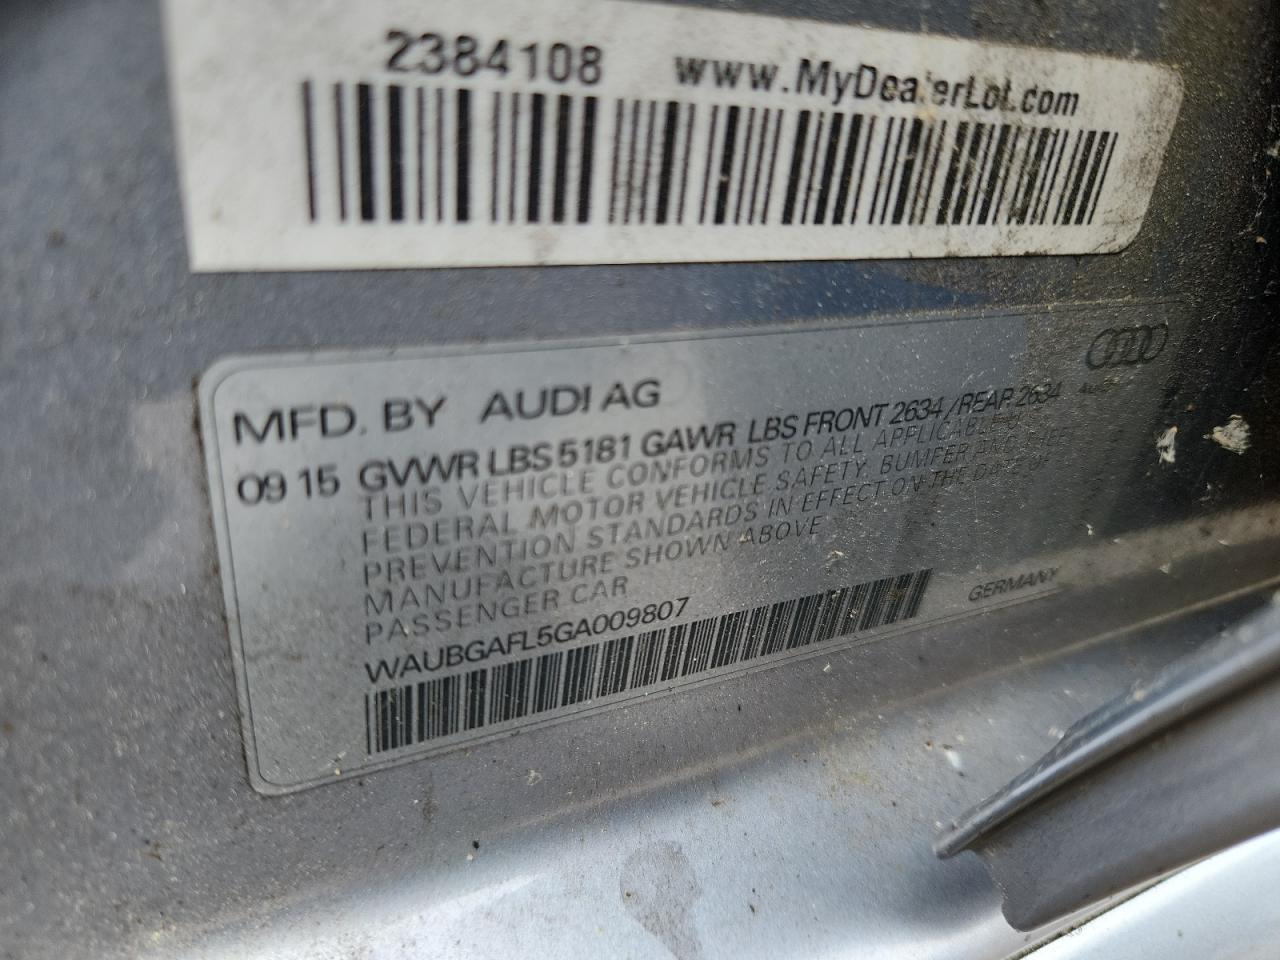 2384108 www.MyDealerLot.com
MFD. BY AUDI AG
09 15 GVWR LBS 5181 GAWR LBS FRONT 2634 / REAR 2634
THIS VEHICLE CONFORMS TO ALL APPLICABLE
FEDERAL MOTOR VEHICLE SAFETY, BUMPER AND THEFT
PREVENTION STANDARDS IN EFFECT ON THE DATE OF
MANUFACTURE SHOWN ABOVE
PASSENGER CAR
WAUBGAFL5GA009807
GERMANY